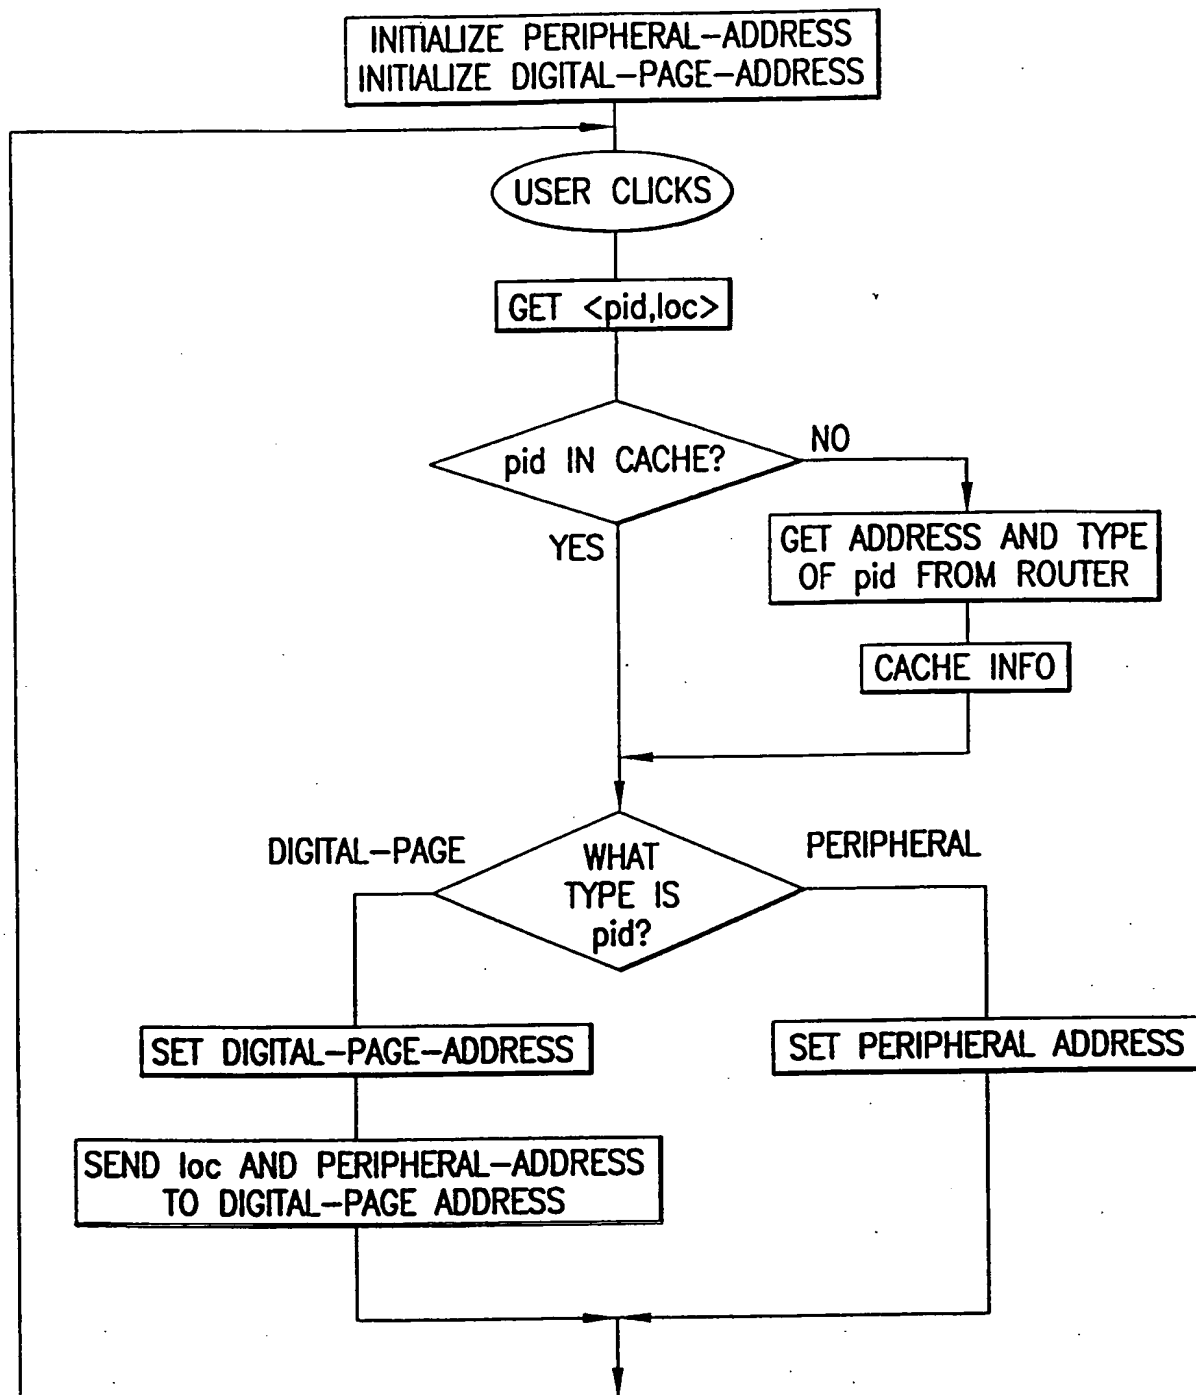 INITIALIZE PERIPHERAL-ADDRESS
INITIALIZE DIGITAL-PAGE-ADDRESS
USER CLICKS
GET <pid,loc>
pid IN CACHE?
NO
YES
GET ADDRESS AND TYPE
OF pid FROM ROUTER
CACHE INFO
DIGITAL-PAGE
WHAT
TYPE IS
pid?
PERIPHERAL
SET DIGITAL-PAGE-ADDRESS
SET PERIPHERAL ADDRESS
SEND loc AND PERIPHERAL-ADDRESS
TO DIGITAL-PAGE ADDRESS